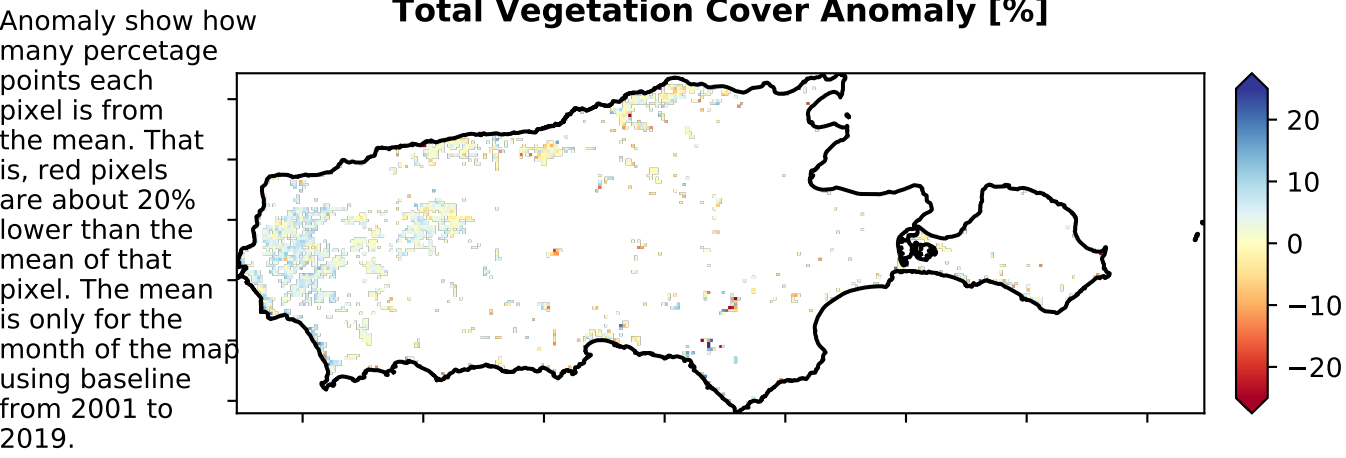 Total Vegetation Cover Anomaly [%]
Anomaly show how
many percetage
points each
pixel is from
the mean. That
is, red pixels
are about 20%
lower than the
mean of that
pixel. The mean
is only for the
month of the map
using baseline
from 2001 to
2019.
20
10
0
−10
−20